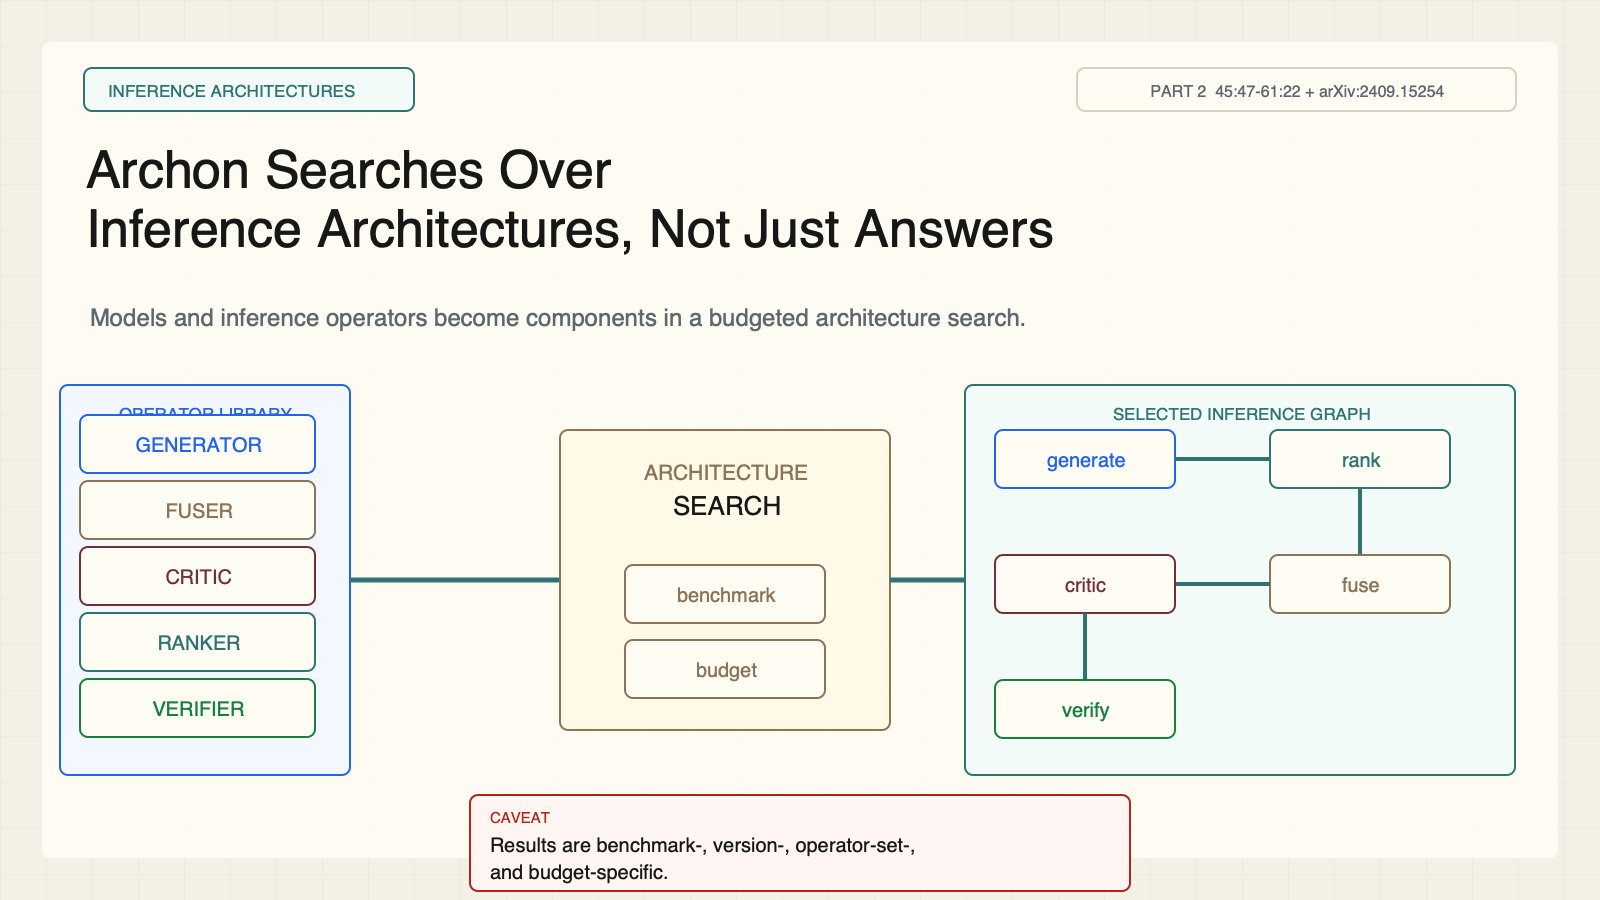 INFERENCE ARCHITECTURES
PART 2 45:47-61:22 + arXiv:2409.15254
Archon Searches Over
Inference Architectures, Not Just Answers
Models and inference operators become components in a budgeted architecture search.
OPERATOR LIBRARY
GENERATOR
FUSER
CRITIC
RANKER
VERIFIER
ARCHITECTURE
SEARCH
benchmark
budget
SELECTED INFERENCE GRAPH
generate
rank
critic
fuse
verify
CAVEAT
Results are benchmark-, version-, operator-set-,
and budget-specific.